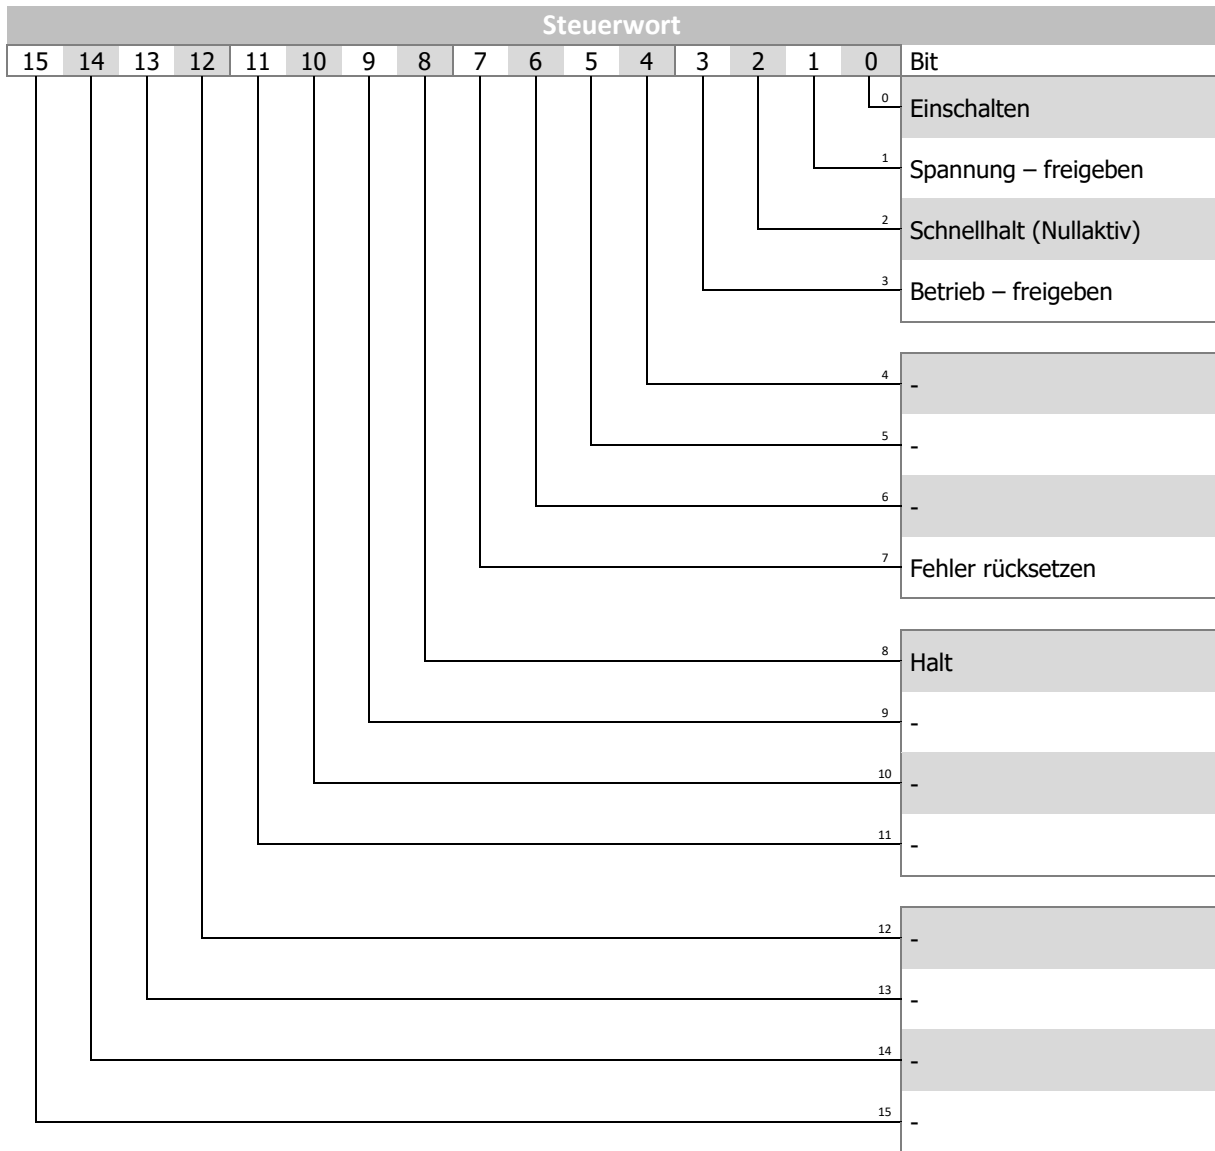 Steuerwort
15 14 13 12 11 10 9 8 7 6 5 4 3 2 1 0 Bit
0 Einschalten
1 Spannung – freigeben
2 Schnellhalt (Nullaktiv)
3 Betrieb – freigeben
4 -
5 -
6 -
7 Fehler rücksetzen
8 Halt
9 -
10 -
11 -
12 -
13 -
14 -
15 -